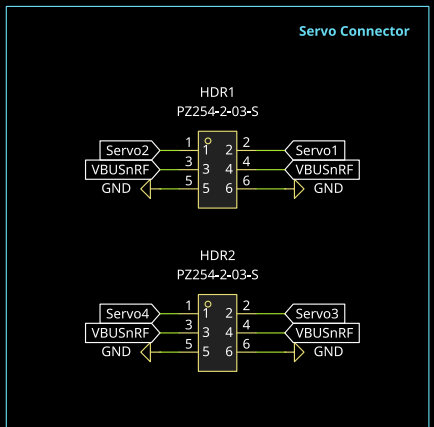 Servo Connector
HDR1
PZ254-2-03-S
Servo2 1 1 2 2 Servo1
VBUSnRF 3 3 4 4 VBUSnRF
GND 5 5 6 6 GND
HDR2
PZ254-2-03-S
Servo4 1 1 2 2 Servo3
VBUSnRF 3 3 4 4 VBUSnRF
GND 5 5 6 6 GND